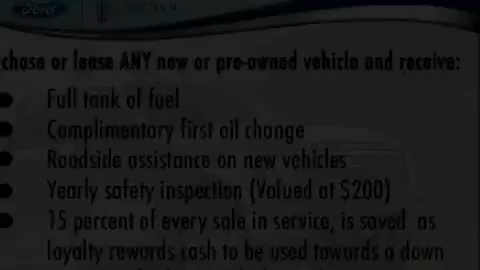 Ford LINCOLN
chase or lease ANY new or pre-owned vehicle and receive:
Full tank of fuel
Complimentary first oil change
Roadside assistance on new vehicles
Yearly safety inspection (Valued at $200)
15 percent of every sale in service, is saved as
loyalty rewards cash to be used towards a down